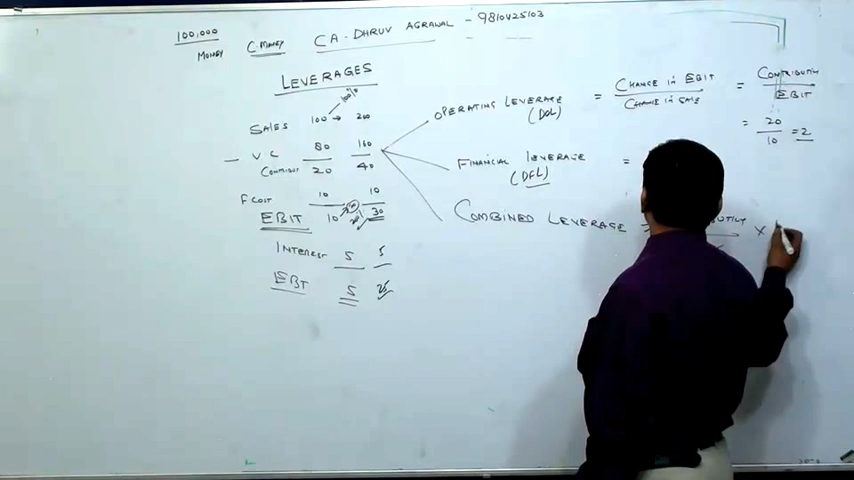 100,000
MONEY C.MONEY CA. DHRUV AGRAWAL - 9810425103
LEVERAGES
SALES 100 → 200
— V C 80 160
CONTRIBUT 20 40
F COST 10 10
EBIT 10 30
INTEREST 5 5
EBT 5 25
OPERATING LEVERAGE (DOL) = CHANGE IN EBIT / CHANGE IN SALE = CONTRIBUTION / EBIT
= 20 / 10 = 2
FINANCIAL LEVERAGE (DFL) =
COMBINED LEVERAGE = ×